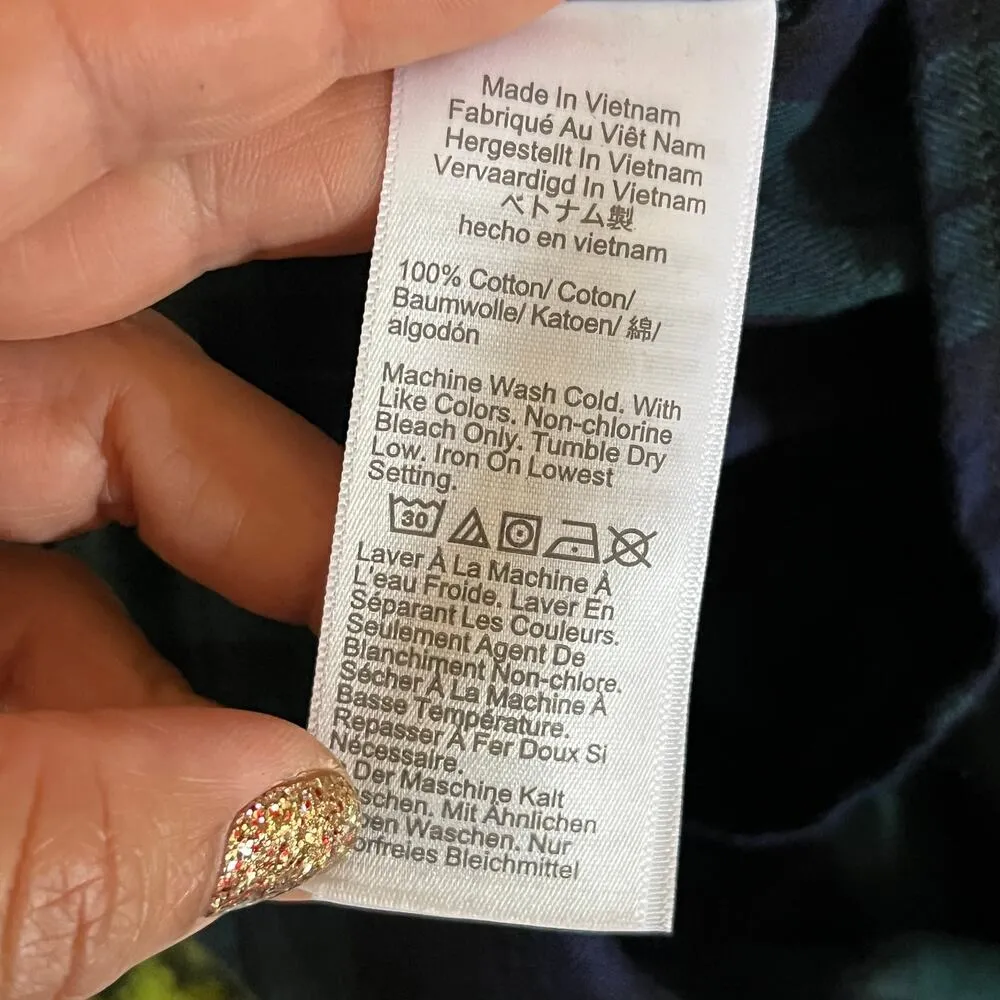 Made In Vietnam
Fabriqué Au Viêt Nam
Hergestellt In Vietnam
Vervaardigd In Vietnam
ベトナム製
hecho en vietnam
100% Cotton/ Coton/
Baumwolle/ Katoen/ 綿/
algodón
Machine Wash Cold. With
Like Colors. Non-chlorine
Bleach Only. Tumble Dry
Low. Iron On Lowest
Setting.
30
Laver À La Machine À
L'eau Froide. Laver En
Séparant Les Couleurs.
Seulement Agent De
Blanchiment Non-chlore.
Sécher À La Machine À
Basse Température.
Repasser À Fer Doux Si
Nécessaire.
Der Maschine Kalt
schen. Mit Ähnlichen
en Waschen. Nur
orfreies Bleichmittel